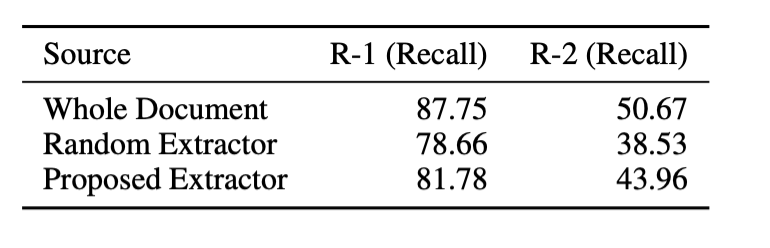 Source R-1 (Recall) R-2 (Recall)
Whole Document 87.75 50.67
Random Extractor 78.66 38.53
Proposed Extractor 81.78 43.96